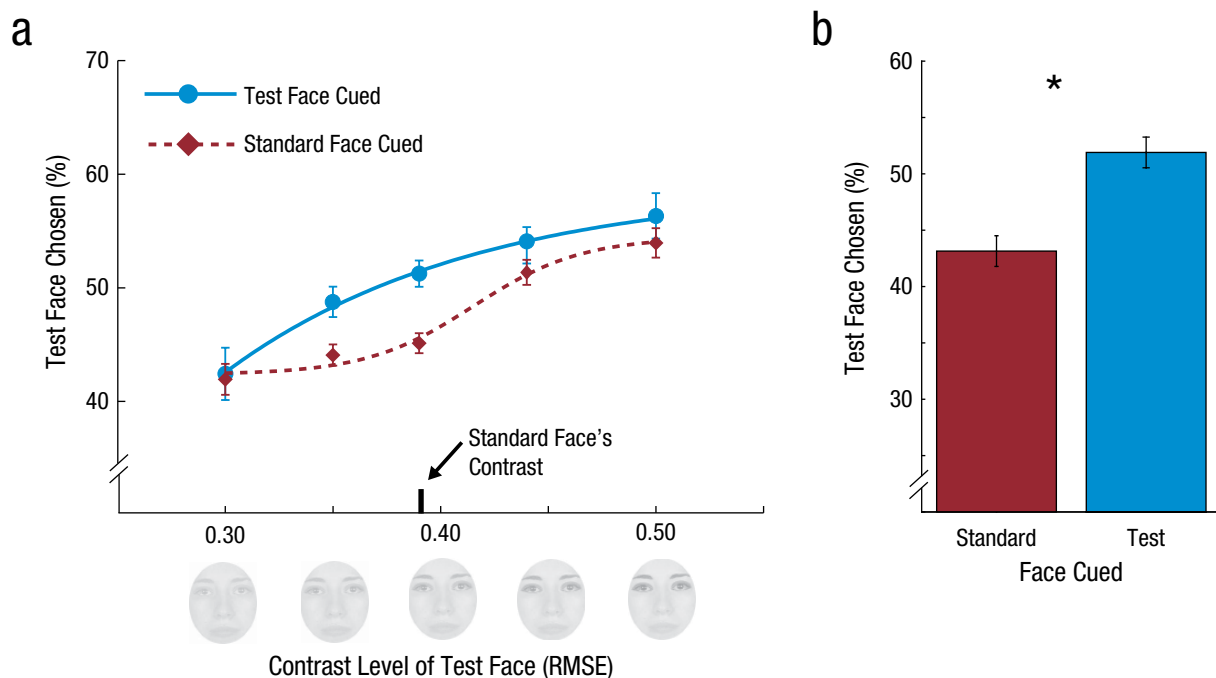 a
70
60
50
40
Test Face Chosen (%)
Test Face Cued
Standard Face Cued
Standard Face's
Contrast
0.30
0.40
0.50
Contrast Level of Test Face (RMSE)
b
60
50
40
30
Test Face Chosen (%)
*
Standard
Test
Face Cued